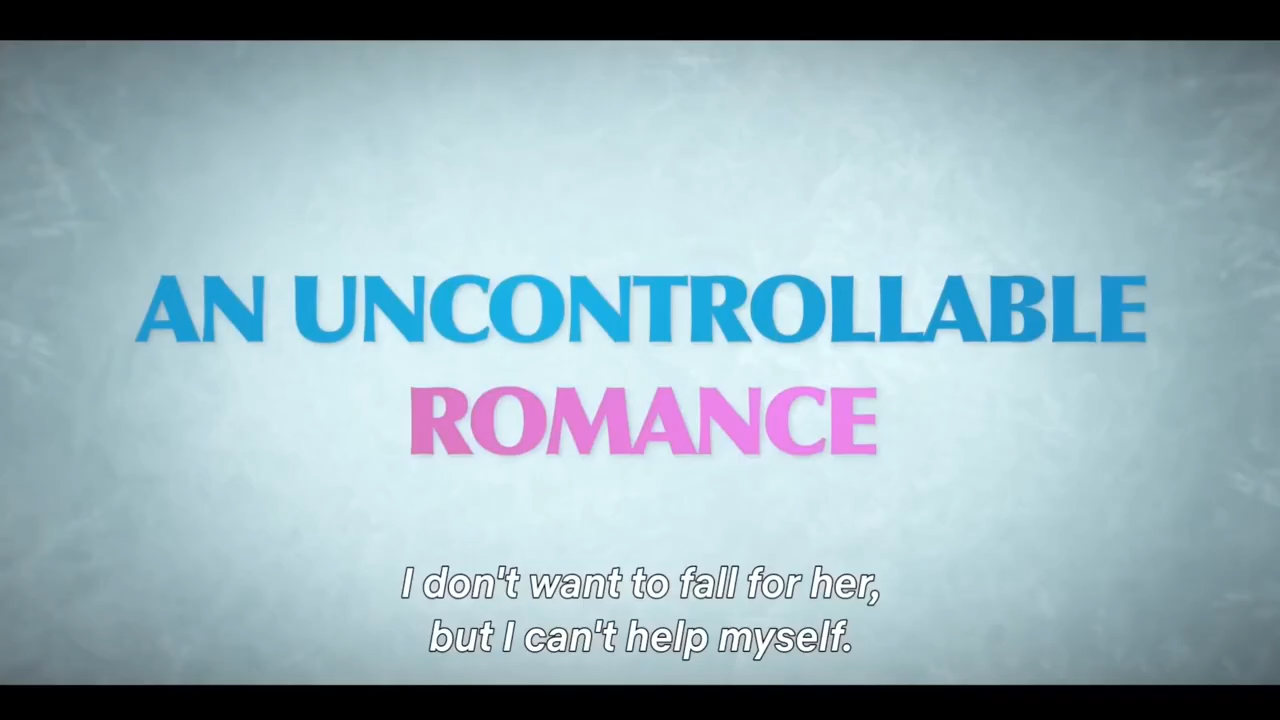 AN UNCONTROLLABLE
ROMANCE
I don't want to fall for her,
but I can't help myself.